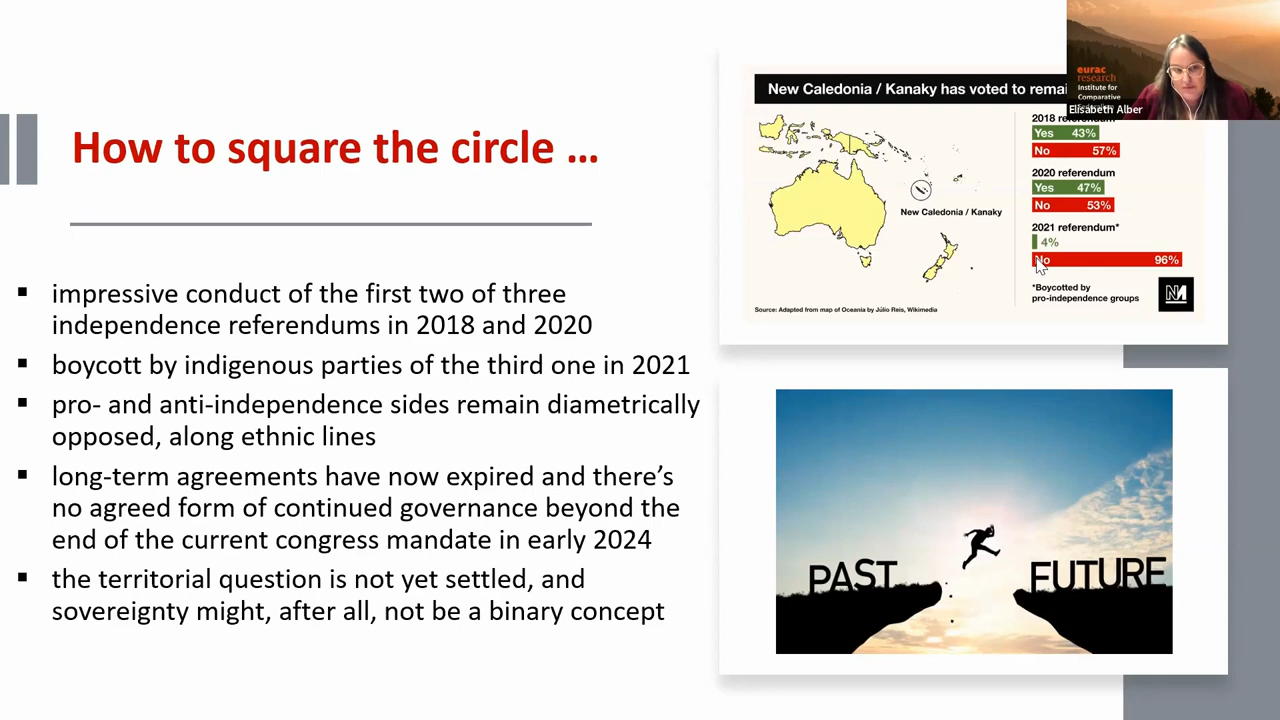 How to square the circle ...
▪ impressive conduct of the first two of three
independence referendums in 2018 and 2020
▪ boycott by indigenous parties of the third one in 2021
▪ pro- and anti-independence sides remain diametrically
opposed, along ethnic lines
▪ long-term agreements have now expired and there's
no agreed form of continued governance beyond the
end of the current congress mandate in early 2024
▪ the territorial question is not yet settled, and
sovereignty might, after all, not be a binary concept
New Caledonia / Kanaky has voted to remai
New Caledonia / Kanaky
2018 referendum
Yes 43%
No 57%
2020 referendum
Yes 47%
No 53%
2021 referendum*
4%
No 96%
*Boycotted by
pro-independence groups
Source: Adapted from map of Oceania by Júlio Reis, Wikimedia
eurac
research
Institute for
Comparative
Elisabeth Alber
PAST
FUTURE